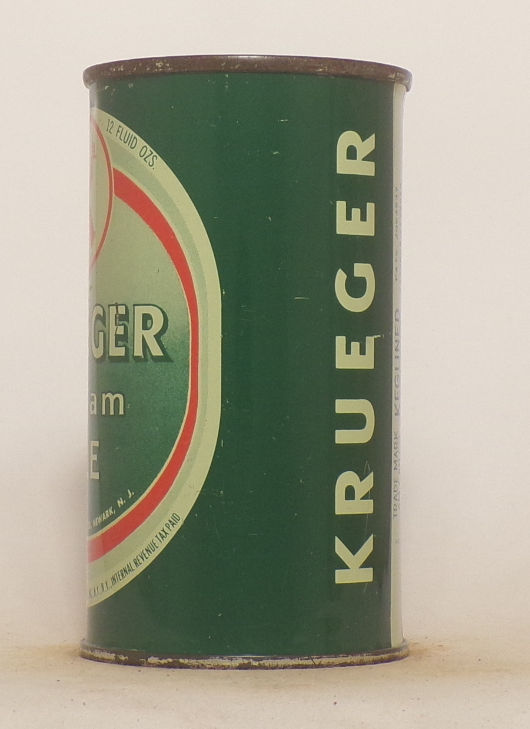 12 FLUID OZS.
GER
am
E
NEWARK, N. J.
INTERNAL REVENUE TAX PAID
KRUEGER
TRADE MARK KEGLINED